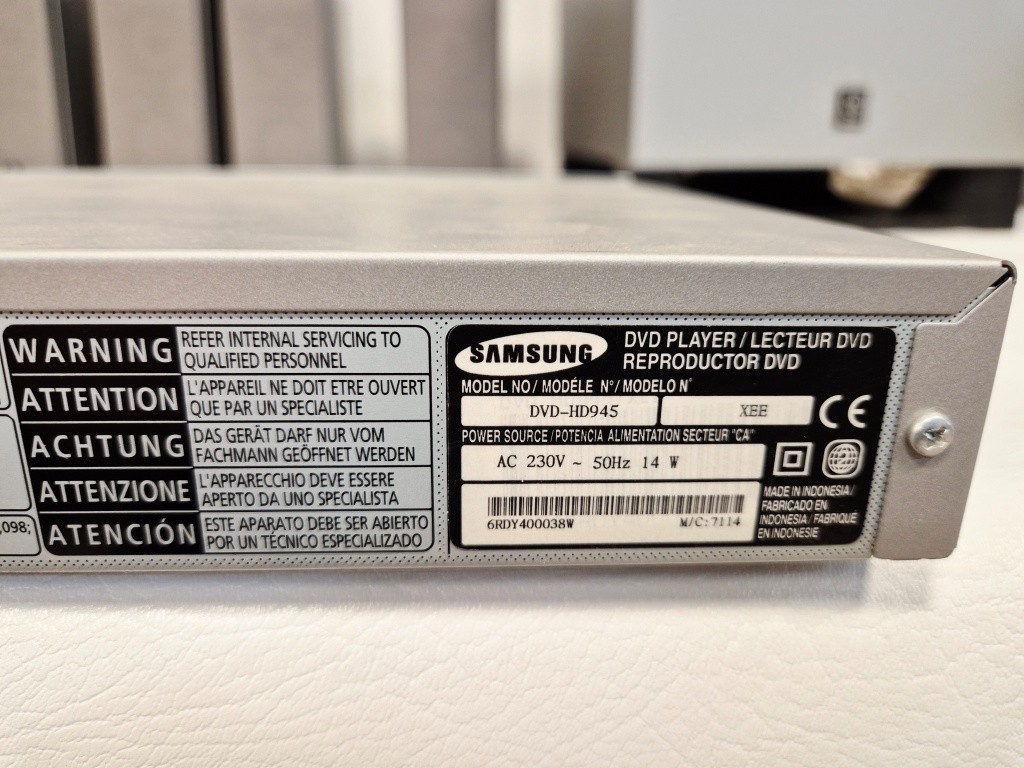 WARNING
REFER INTERNAL SERVICING TO
QUALIFIED PERSONNEL
ATTENTION
L'APPAREIL NE DOIT ETRE OUVERT
QUE PAR UN SPECIALISTE
ACHTUNG
DAS GERÄT DARF NUR VOM
FACHMANN GEÖFFNET WERDEN
ATTENZIONE
L'APPARECCHIO DEVE ESSERE
APERTO DA UNO SPECIALISTA
ATENCIÓN
ESTE APARATO DEBE SER ABIERTO
POR UN TÉCNICO ESPECIALIZADO
,098;
SAMSUNG
DVD PLAYER/LECTEUR DVD
REPRODUCTOR DVD
MODEL NO/MODÉLE N°/MODELO N°
DVD-HD945
XEE
CE
POWER SOURCE/POTENCIA ALIMENTATION SECTEUR "CA"
AC 230V ~ 50Hz 14 W
6RDY400038W
M/C:7114
MADE IN INDONESIA/
FABRICADO EN
INDONESIA/FABRIQUÉ
EN INDONESIE